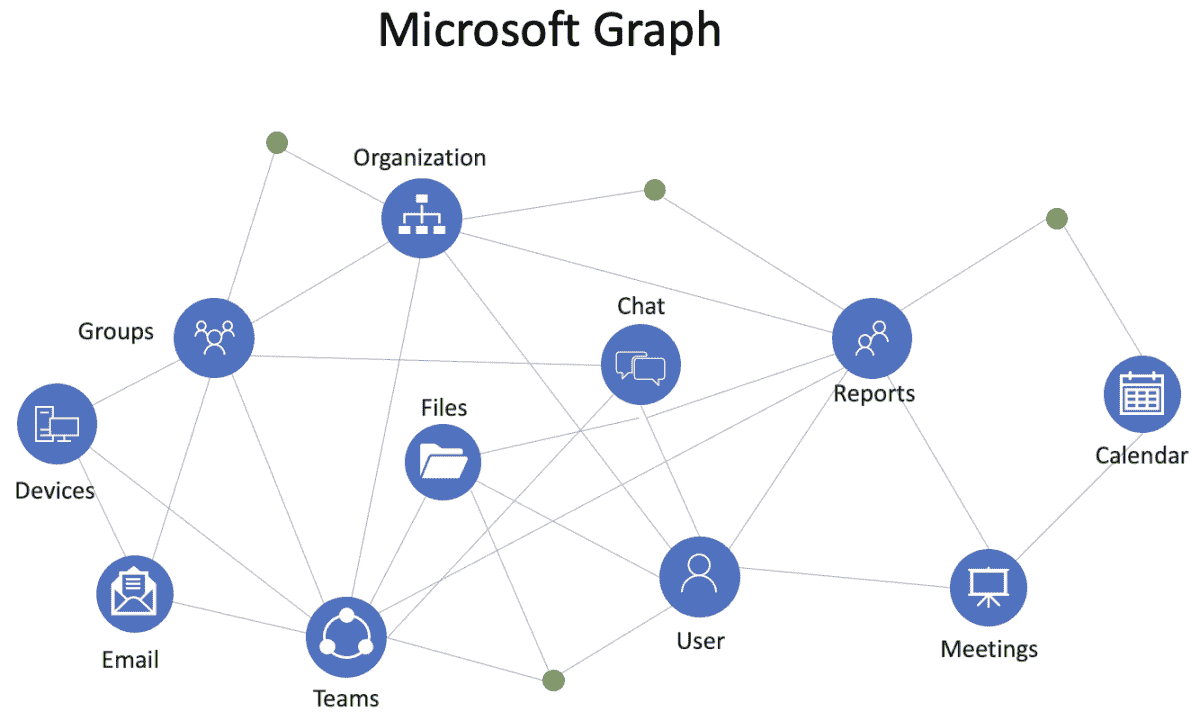 Microsoft Graph
Organization
Chat
Groups
Reports
Files
Calendar
Devices
User
Meetings
Email
Teams